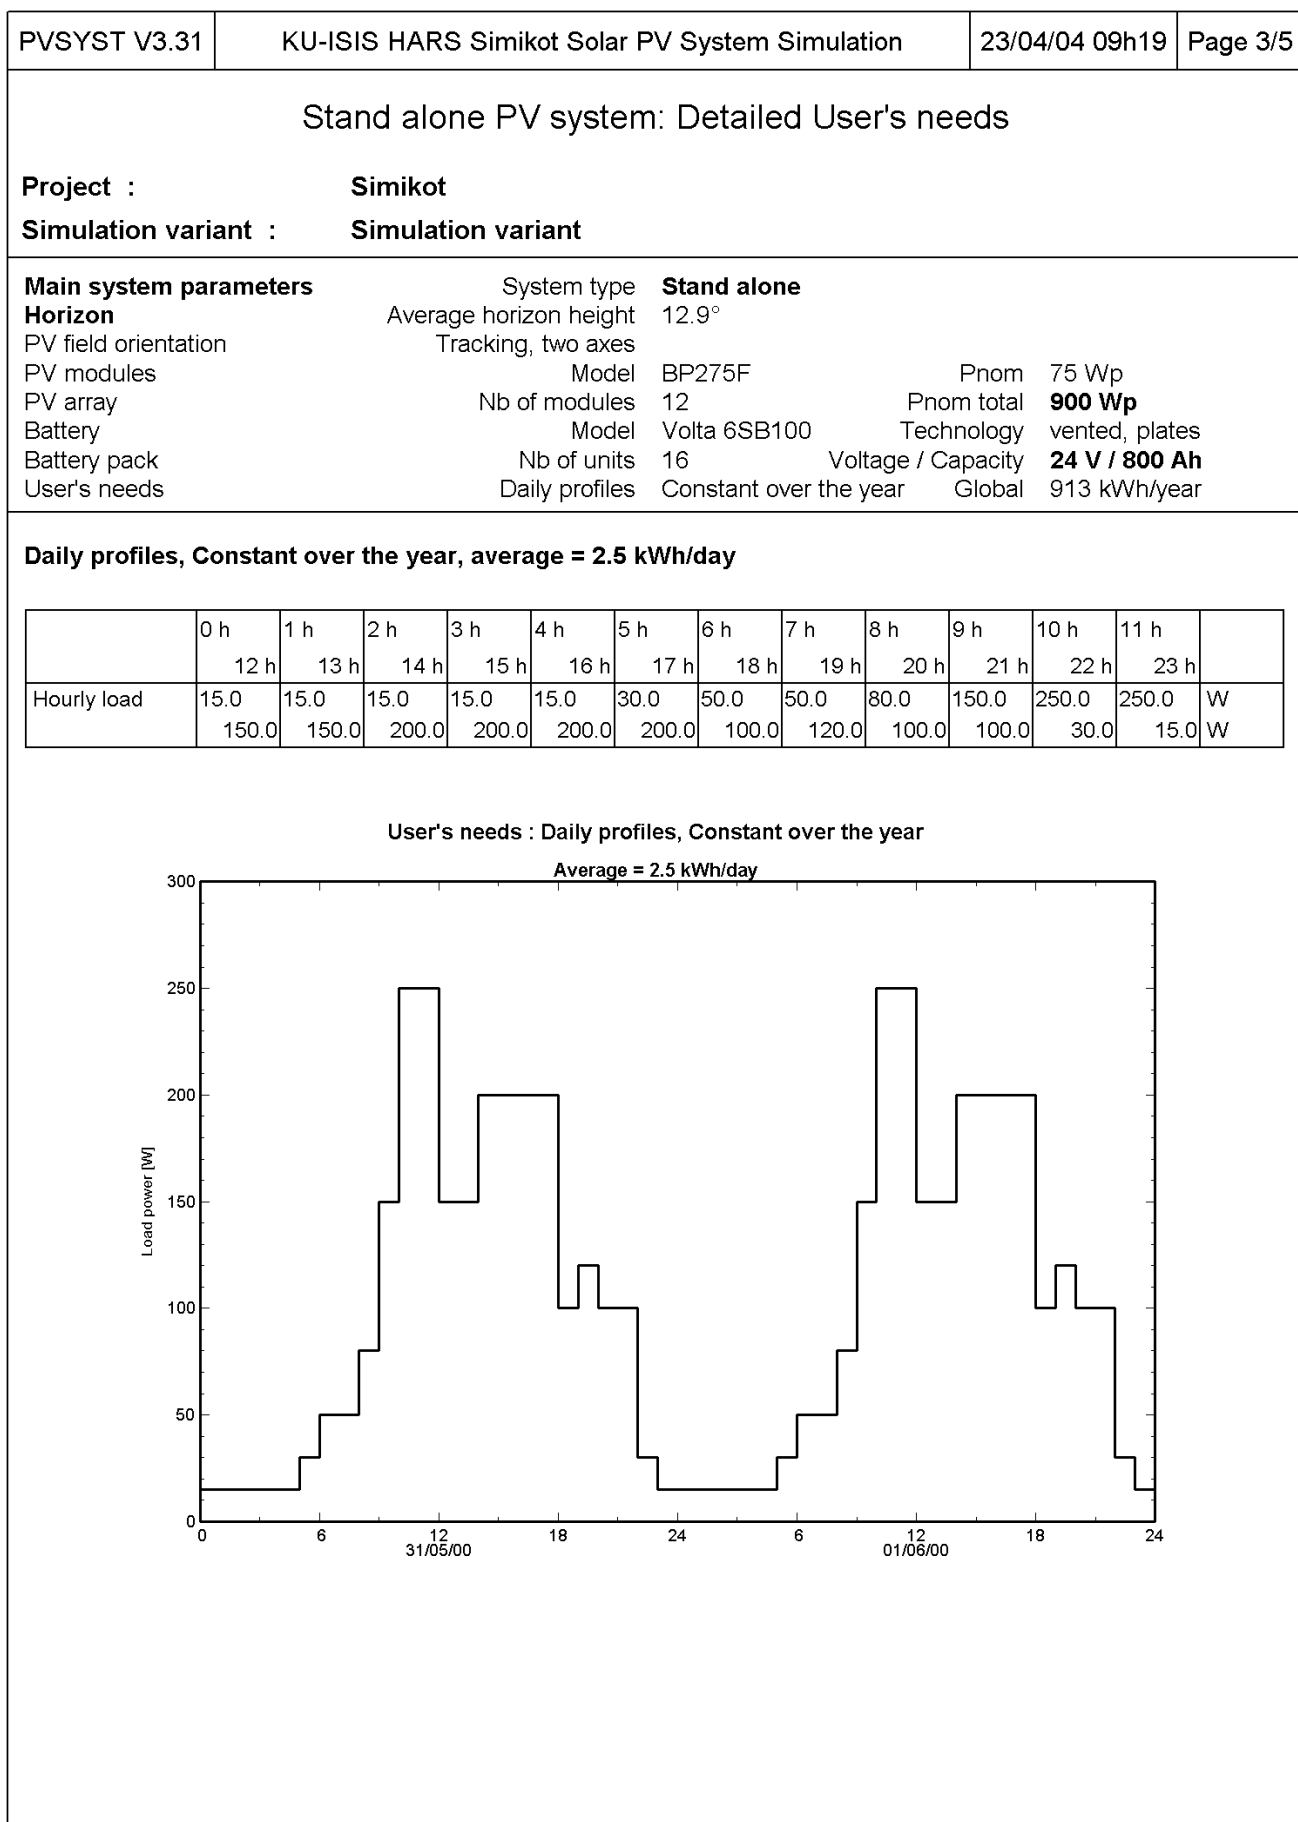 PVSYST V3.31 KU-ISIS HARS Simikot Solar PV System Simulation 23/04/04 09h19 Page 3/5
Stand alone PV system: Detailed User's needs
Project : Simikot
Simulation variant : Simulation variant
Main system parameters System type Stand alone
Horizon Average horizon height 12.9°
PV field orientation Tracking, two axes
PV modules Model BP275F Pnom 75 Wp
PV array Nb of modules 12 Pnom total 900 Wp
Battery Model Volta 6SB100 Technology vented, plates
Battery pack Nb of units 16 Voltage / Capacity 24 V / 800 Ah
User's needs Daily profiles Constant over the year Global 913 kWh/year
Daily profiles, Constant over the year, average = 2.5 kWh/day
0 h 1 h 2 h 3 h 4 h 5 h 6 h 7 h 8 h 9 h 10 h 11 h
12 h 13 h 14 h 15 h 16 h 17 h 18 h 19 h 20 h 21 h 22 h 23 h
Hourly load 15.0 15.0 15.0 15.0 15.0 30.0 50.0 50.0 80.0 150.0 250.0 250.0 W
150.0 150.0 200.0 200.0 200.0 200.0 100.0 120.0 100.0 100.0 30.0 15.0 W
User's needs : Daily profiles, Constant over the year
Average = 2.5 kWh/day
300
250
200
150
100
50
0
Load power [W]
0 6 12 18 24 6 12 18 24
31/05/00 01/06/00